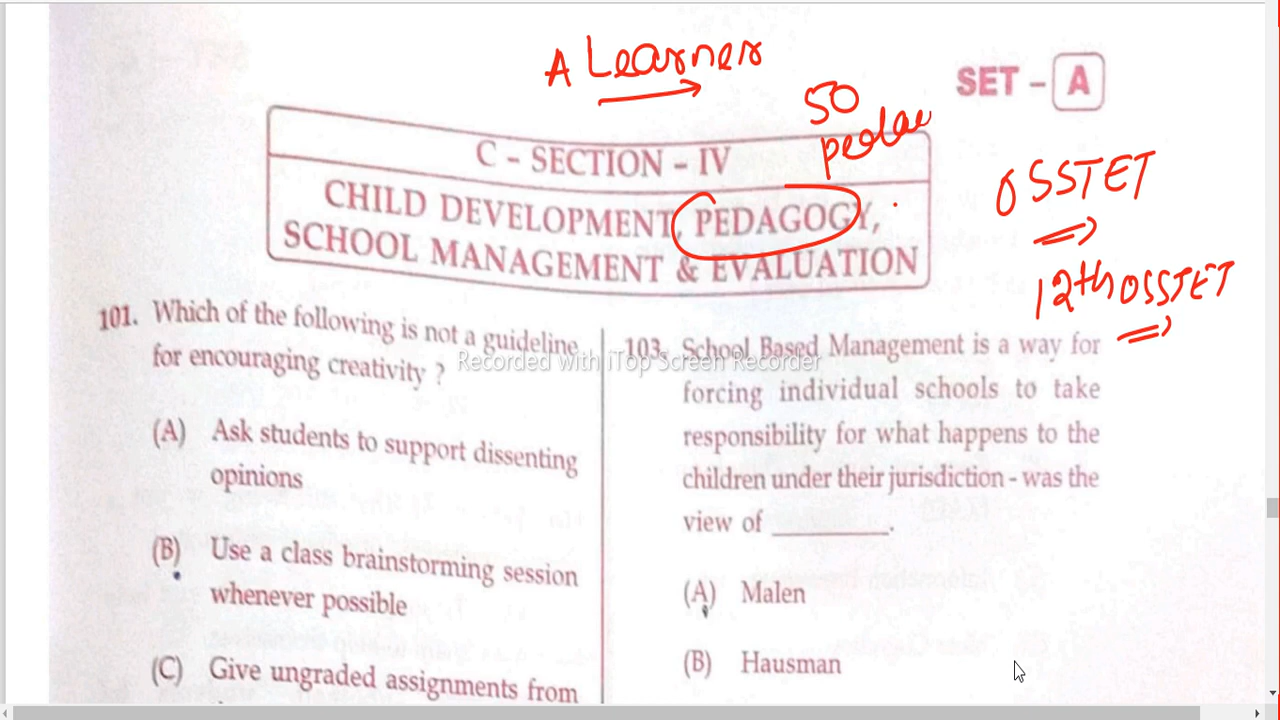 A Learner
SET - A
50
OSSTET
12th OSSTET
C - SECTION - IV
CHILD DEVELOPMENT, PEDAGOGY,
SCHOOL MANAGEMENT & EVALUATION
101. Which of the following is not a guideline
for encouraging creativity ?
(A) Ask students to support dissenting
opinions
(B) Use a class brainstorming session
whenever possible
(C) Give ungraded assignments from
103. School Based Management is a way for
forcing individual schools to take
responsibility for what happens to the
children under their jurisdiction - was the
view of ________.
(A) Malen
(B) Hausman
Recorded with iTop Screen Recorder